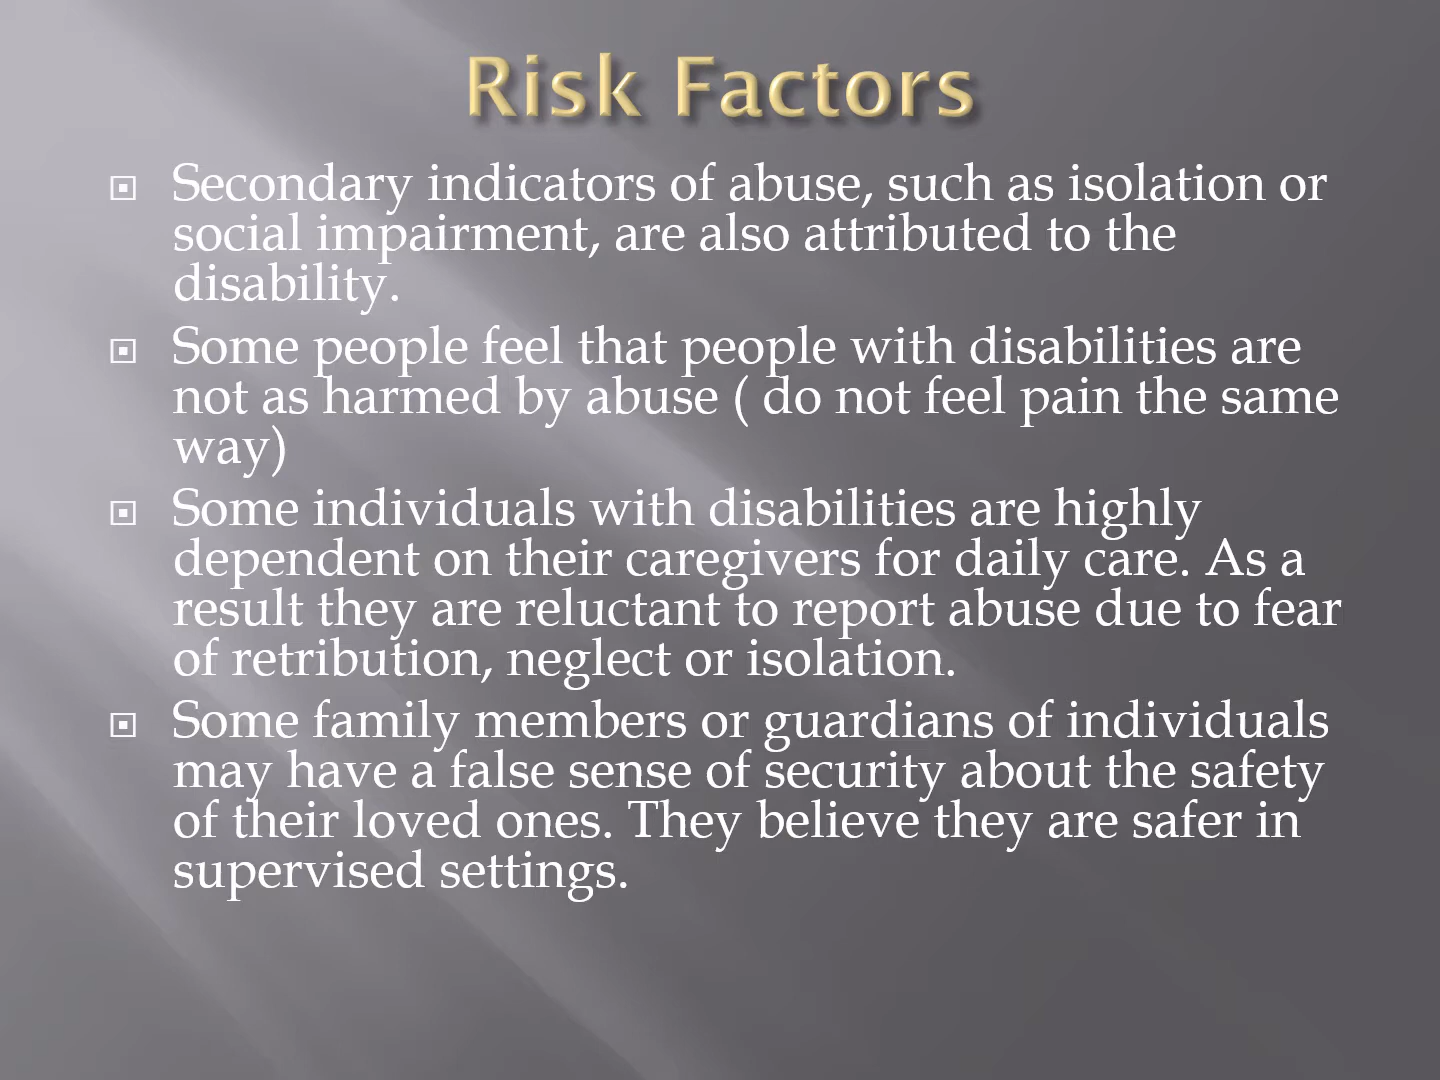 Risk Factors
Secondary indicators of abuse, such as isolation or
social impairment, are also attributed to the
disability.
Some people feel that people with disabilities are
not as harmed by abuse ( do not feel pain the same
way)
Some individuals with disabilities are highly
dependent on their caregivers for daily care. As a
result they are reluctant to report abuse due to fear
of retribution, neglect or isolation.
Some family members or guardians of individuals
may have a false sense of security about the safety
of their loved ones. They believe they are safer in
supervised settings.